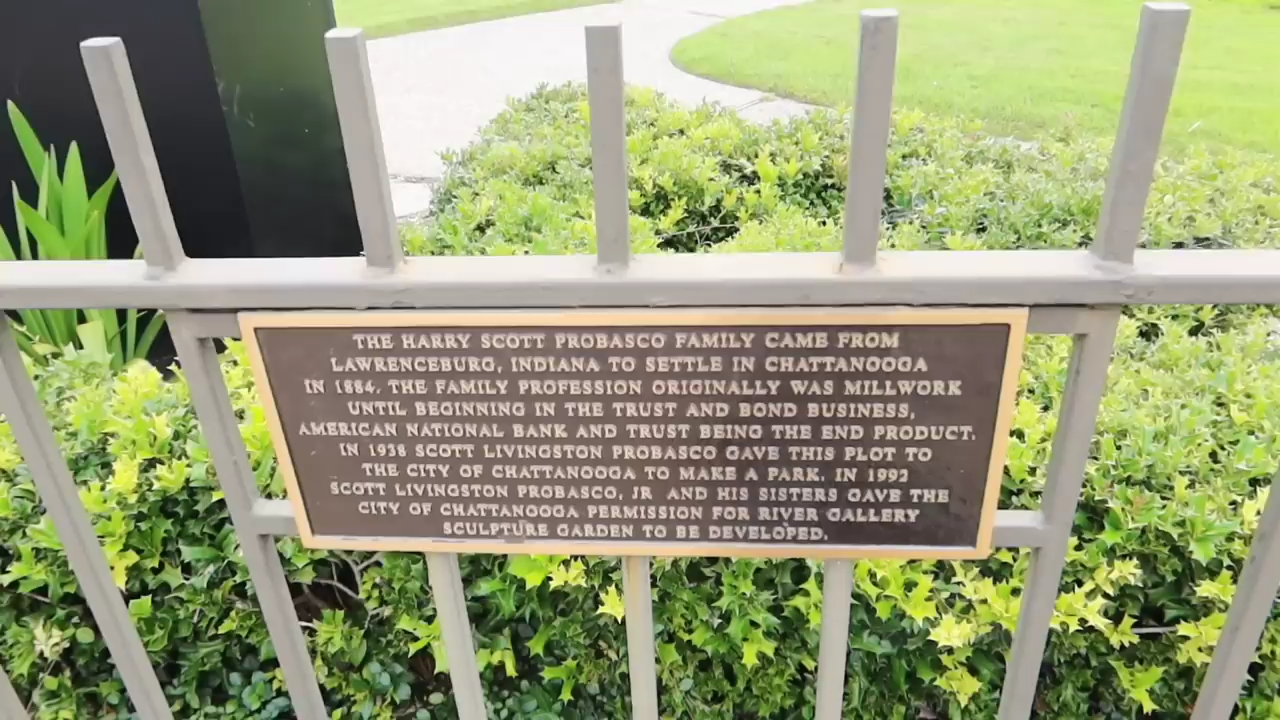 THE HARRY SCOTT PROBASCO FAMILY CAME FROM
LAWRENCEBURG, INDIANA TO SETTLE IN CHATTANOOGA
IN 1884. THE FAMILY PROFESSION ORIGINALLY WAS MILLWORK
UNTIL BEGINNING IN THE TRUST AND BOND BUSINESS,
AMERICAN NATIONAL BANK AND TRUST BEING THE END PRODUCT.
IN 1938 SCOTT LIVINGSTON PROBASCO GAVE THIS PLOT TO
THE CITY OF CHATTANOOGA TO MAKE A PARK. IN 1992
SCOTT LIVINGSTON PROBASCO, JR AND HIS SISTERS GAVE THE
CITY OF CHATTANOOGA PERMISSION FOR RIVER GALLERY
SCULPTURE GARDEN TO BE DEVELOPED.